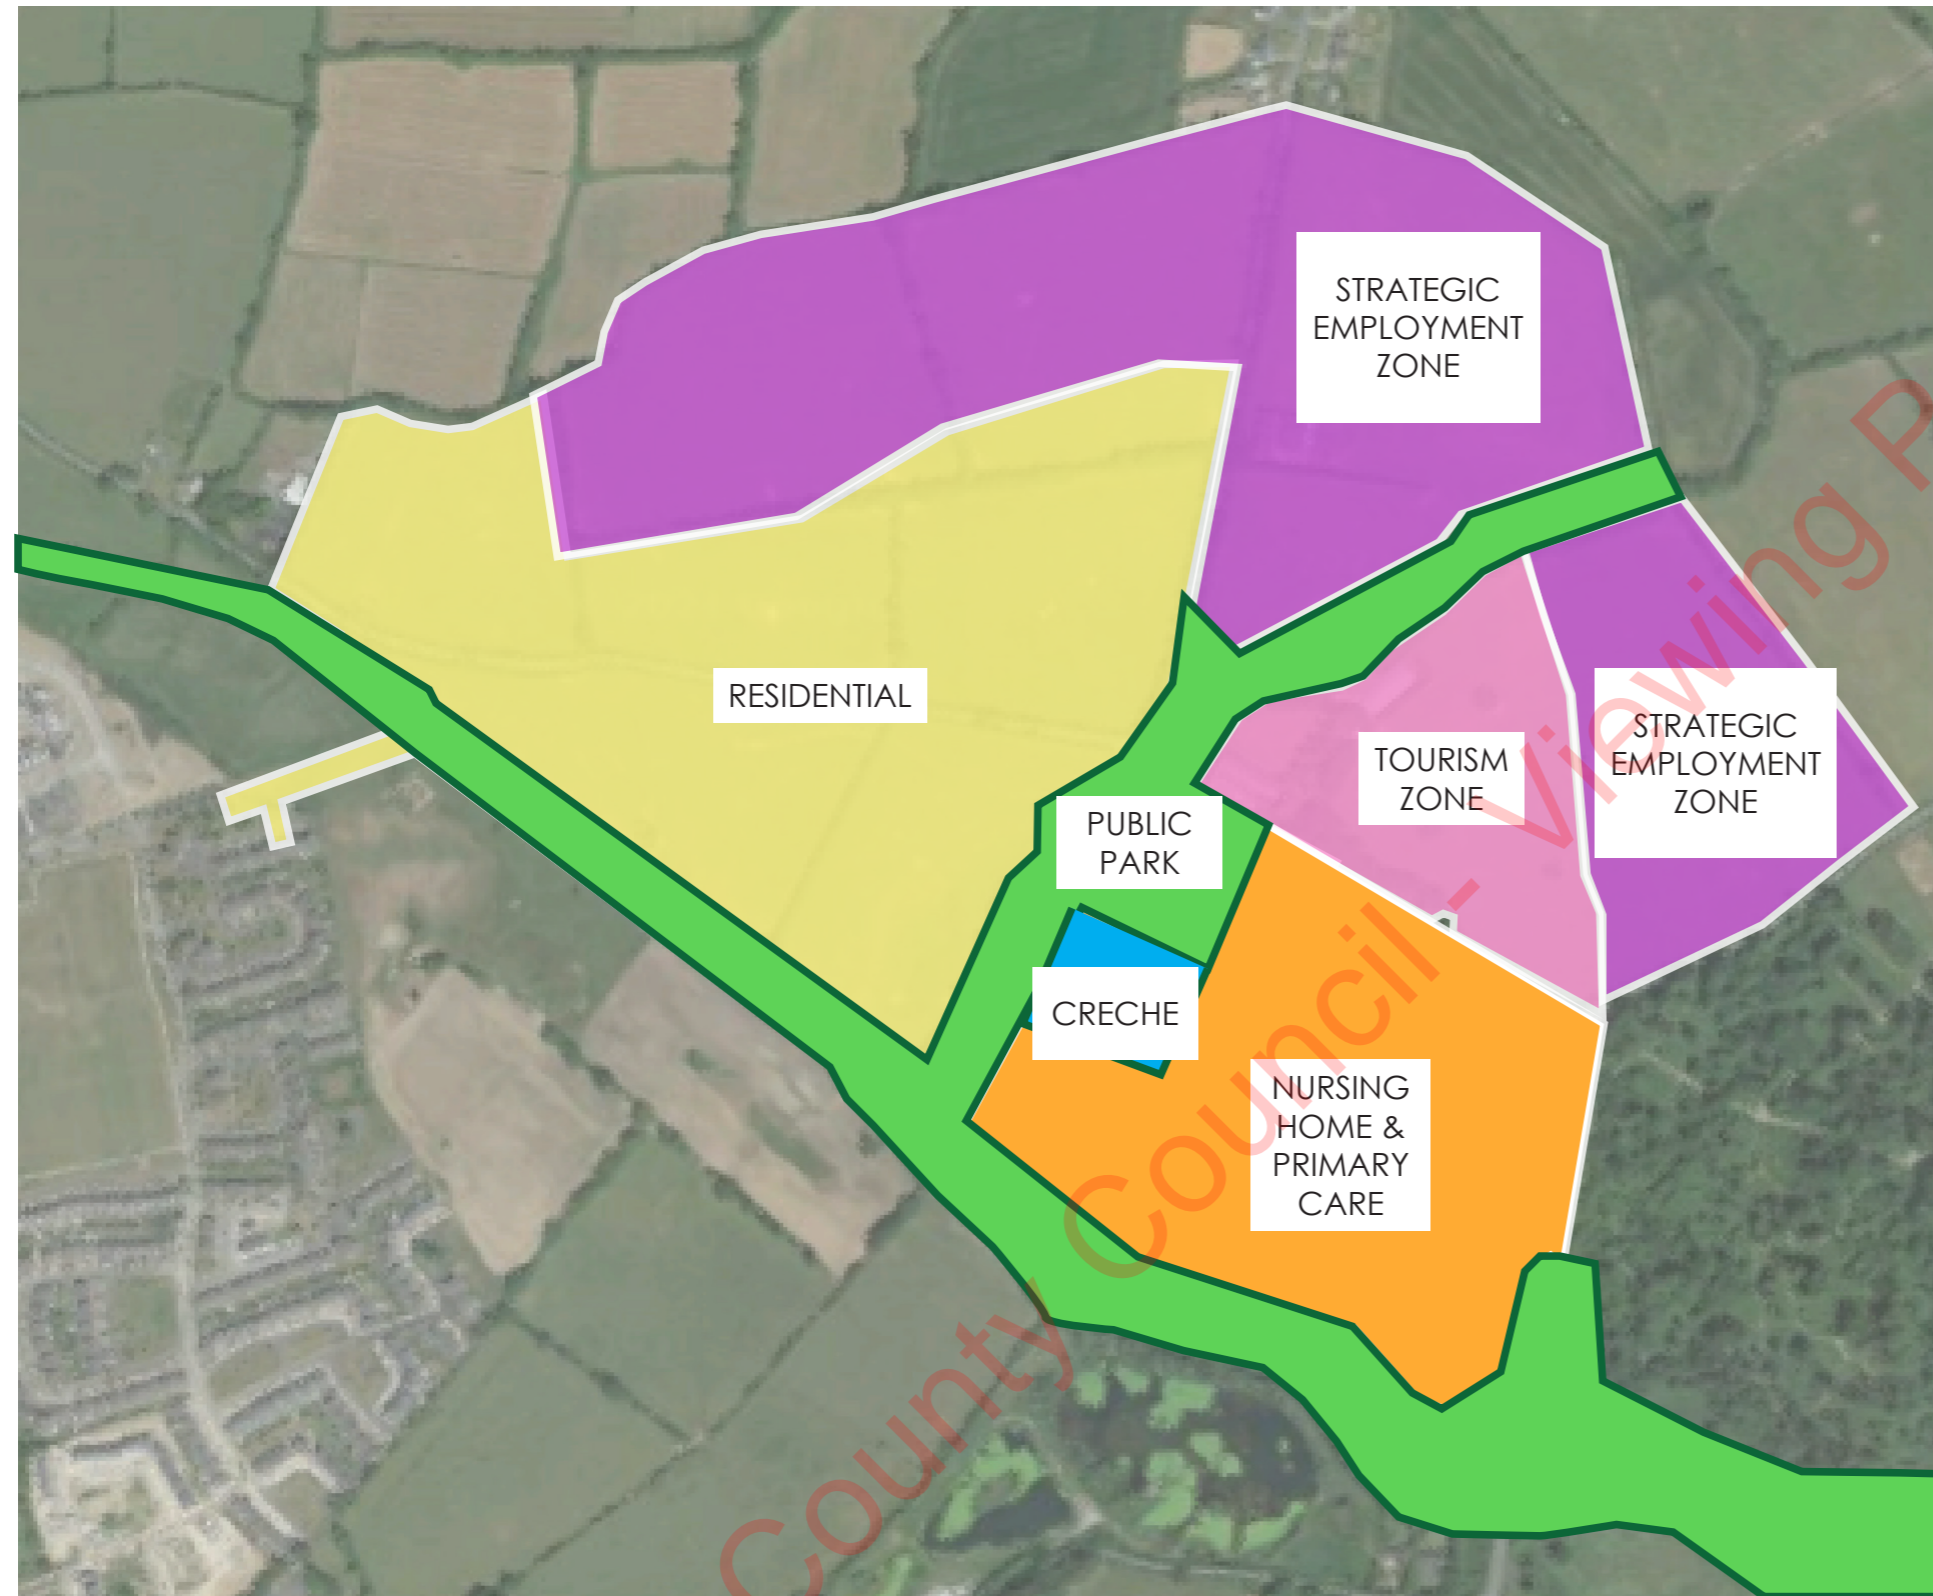 STRATEGIC
EMPLOYMENT
ZONE
RESIDENTIAL
TOURISM
ZONE
STRATEGIC
EMPLOYMENT
ZONE
PUBLIC
PARK
CRECHE
NURSING
HOME &
PRIMARY
CARE
County Council - Viewing P